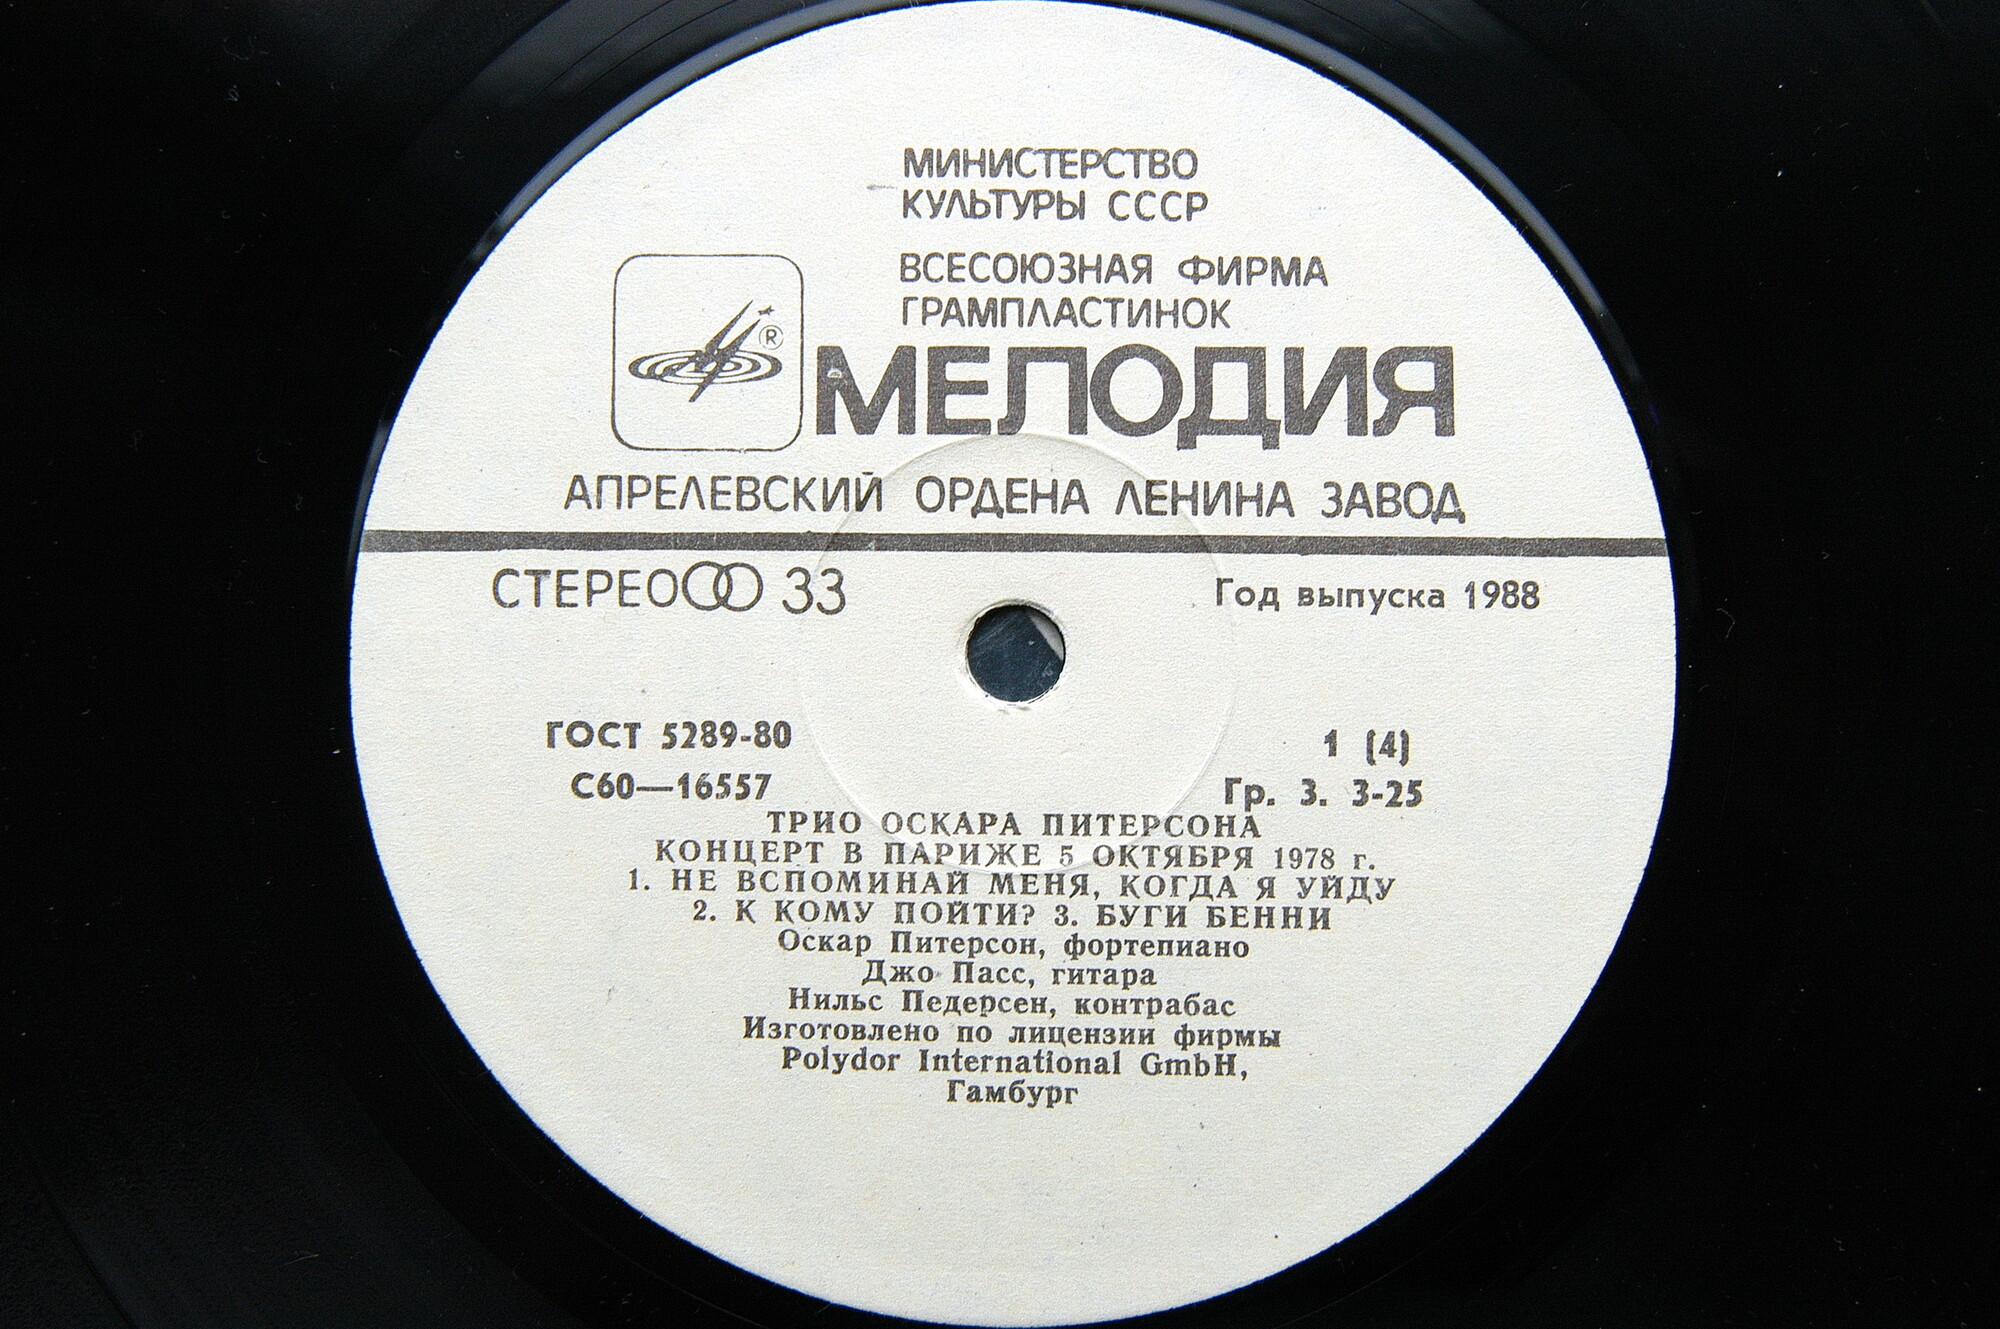 МИНИСТЕРСТВО
КУЛЬТУРЫ СССР
ВСЕСОЮЗНАЯ ФИРМА
ГРАМПЛАСТИНОК
®
МЕЛОДИЯ
АПРЕЛЕВСКИЙ ОРДЕНА ЛЕНИНА ЗАВОД
СТЕРЕО 33
Год выпуска 1988
ГОСТ 5289-80
1 (4)
С60—16557
Гр. 3. 3-25
ТРИО ОСКАРА ПИТЕРСОНА
КОНЦЕРТ В ПАРИЖЕ 5 ОКТЯБРЯ 1978 г.
1. НЕ ВСПОМИНАЙ МЕНЯ, КОГДА Я УЙДУ
2. К КОМУ ПОЙТИ? 3. БУГИ БЕННИ
Оскар Питерсон, фортепиано
Джо Пасс, гитара
Нильс Педерсен, контрабас
Изготовлено по лицензии фирмы
Polydor International GmbH,
Гамбург